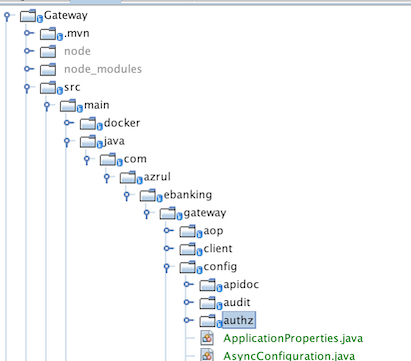 Gateway
.mvn
node
node_modules
src
main
docker
java
com
azrul
ebanking
gateway
aop
client
config
apidoc
audit
authz
ApplicationProperties.java
AsyncConfiguration.java